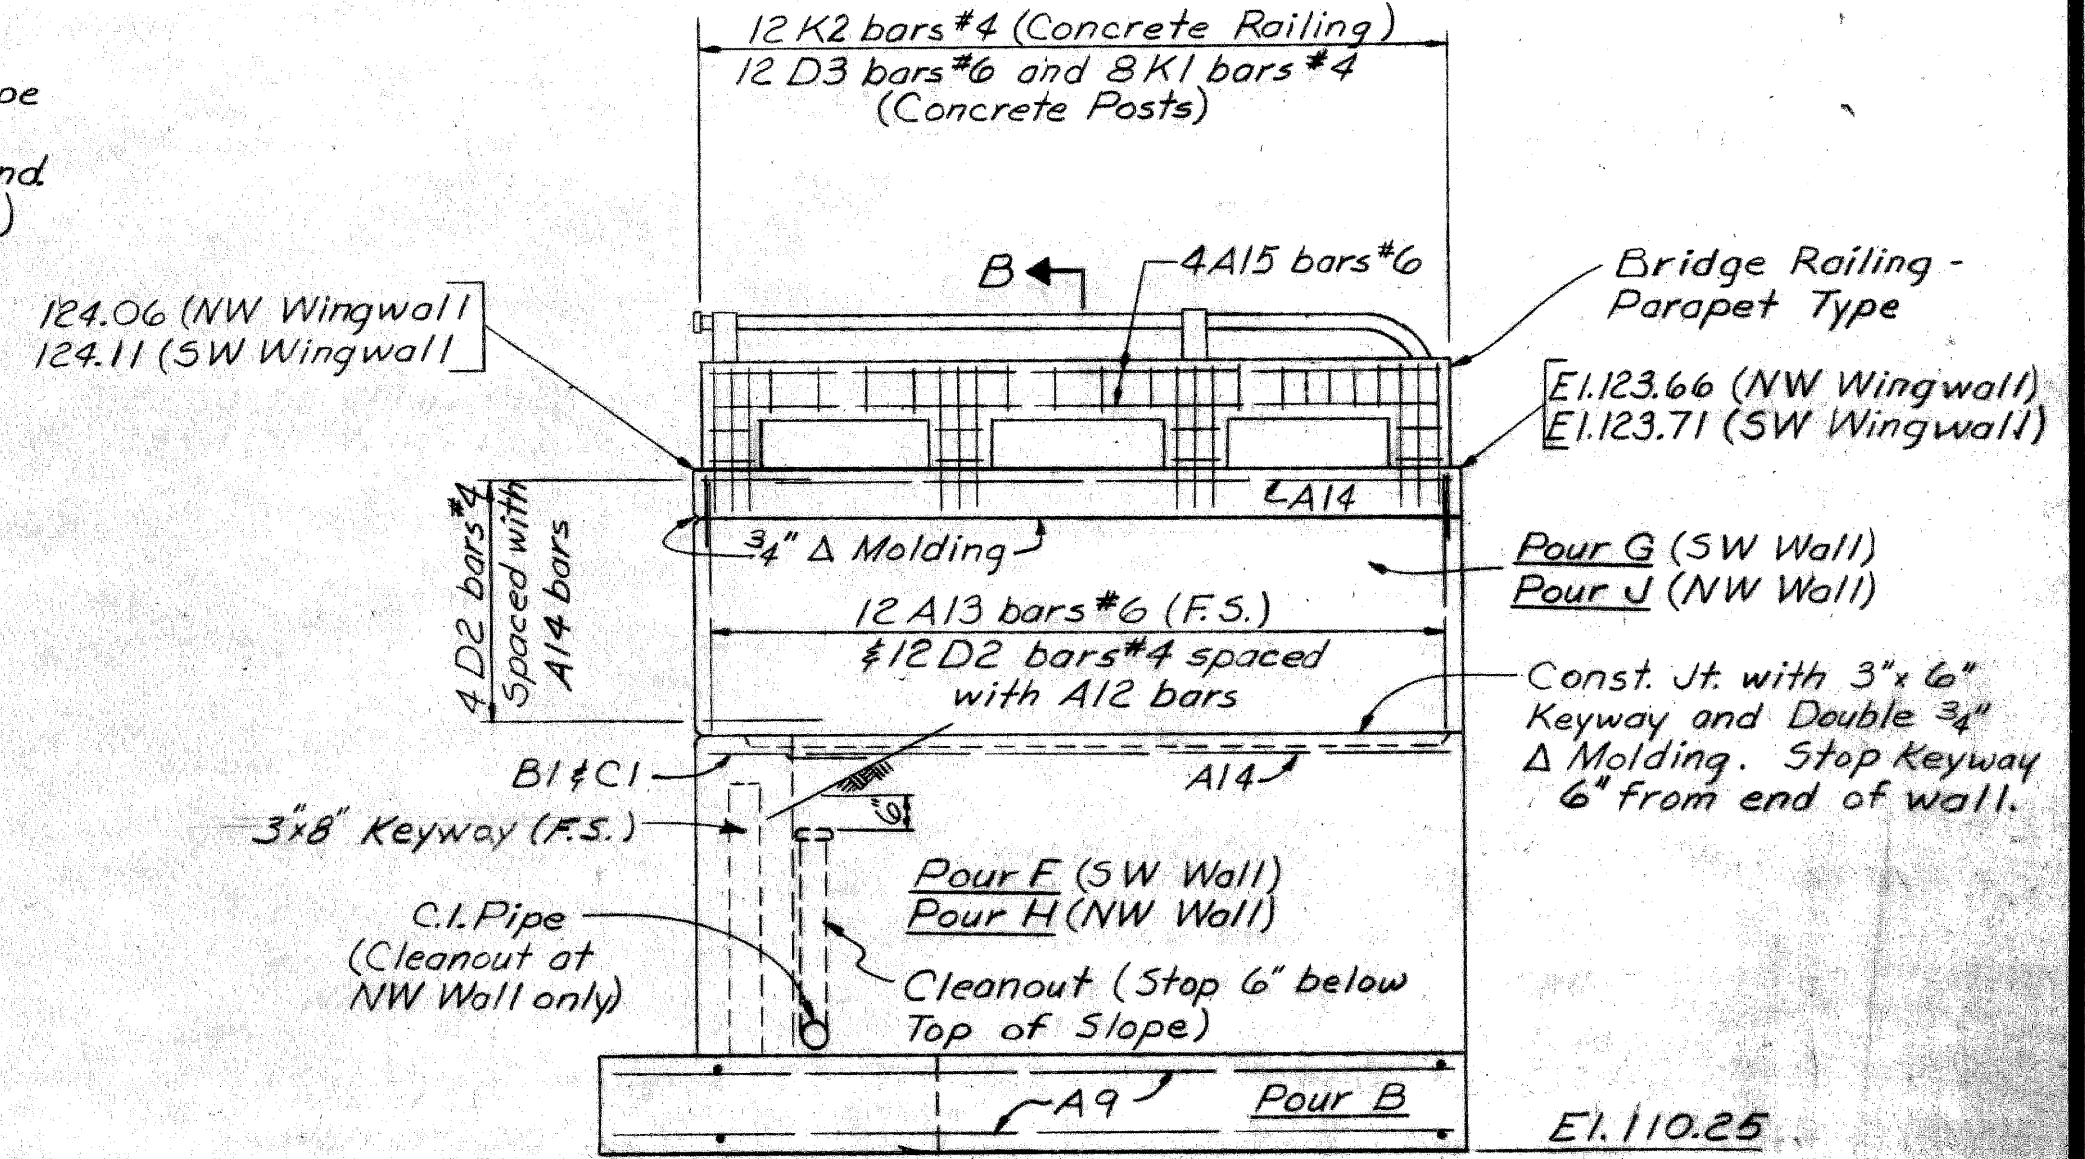 12 K2 bars #4 (Concrete Railing)
12 D3 bars #6 and 8 K1 bars #4
(Concrete Posts)
B
4 A15 bars #6
Bridge Railing -
Parapet Type
124.06 (NW Wingwall
124.11 (SW Wingwall
El.123.66 (NW Wingwall)
El.123.71 (SW Wingwall)
4 D2 bars #4
Spaced with
A14 bars
A14
3/4" Δ Molding
Pour G (SW Wall)
Pour J (NW Wall)
12 A13 bars #6 (F.S.)
& 12 D2 bars #4 spaced
with A12 bars
Const. Jt. with 3" x 6"
Keyway and Double 3/4"
Δ Molding. Stop Keyway
6" from end of wall.
B1 & C1
A14
3"x8" Keyway (F.S.)
6"
Pour F (SW Wall)
Pour H (NW Wall)
C.I. Pipe
(Cleanout at
NW Wall only)
Cleanout (Stop 6" below
Top of Slope)
A9
Pour B
El. 110.25